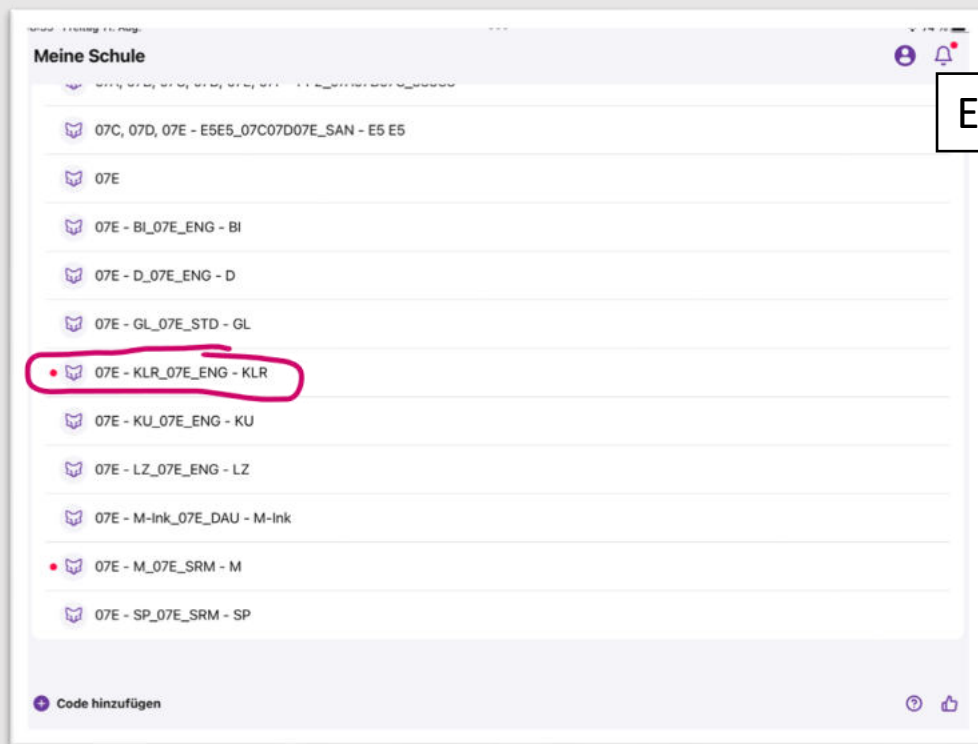 Meine Schule
07C, 07D, 07E - E5E5_07C07D07E_SAN - E5 E5
E
07E
07E - BI_07E_ENG - BI
07E - D_07E_ENG - D
07E - GL_07E_STD - GL
07E - KLR_07E_ENG - KLR
07E - KU_07E_ENG - KU
07E - LZ_07E_ENG - LZ
07E - M-Ink_07E_DAU - M-Ink
07E - M_07E_SRM - M
07E - SP_07E_SRM - SP
Code hinzufügen